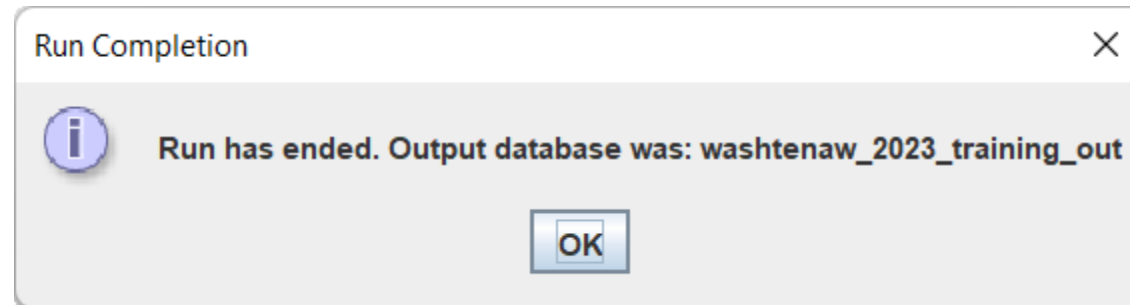 Run Completion
Run has ended. Output database was: washtenaw_2023_training_out
OK